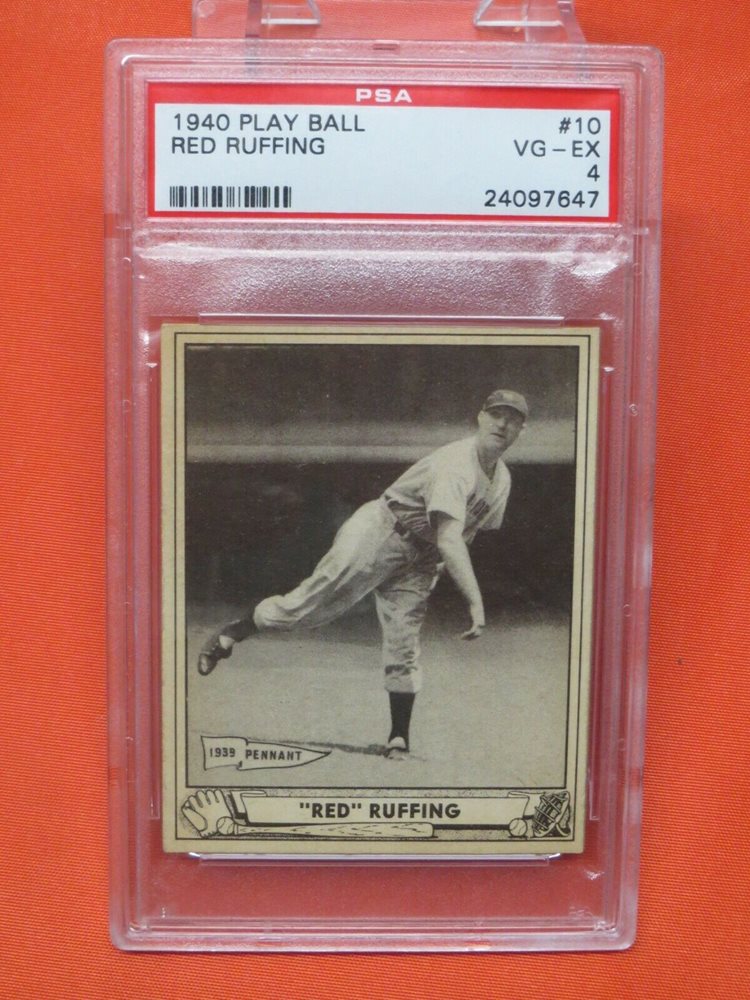 PSA
1940 PLAY BALL #10
RED RUFFING VG-EX
4
24097647
1939 PENNANT
"RED" RUFFING